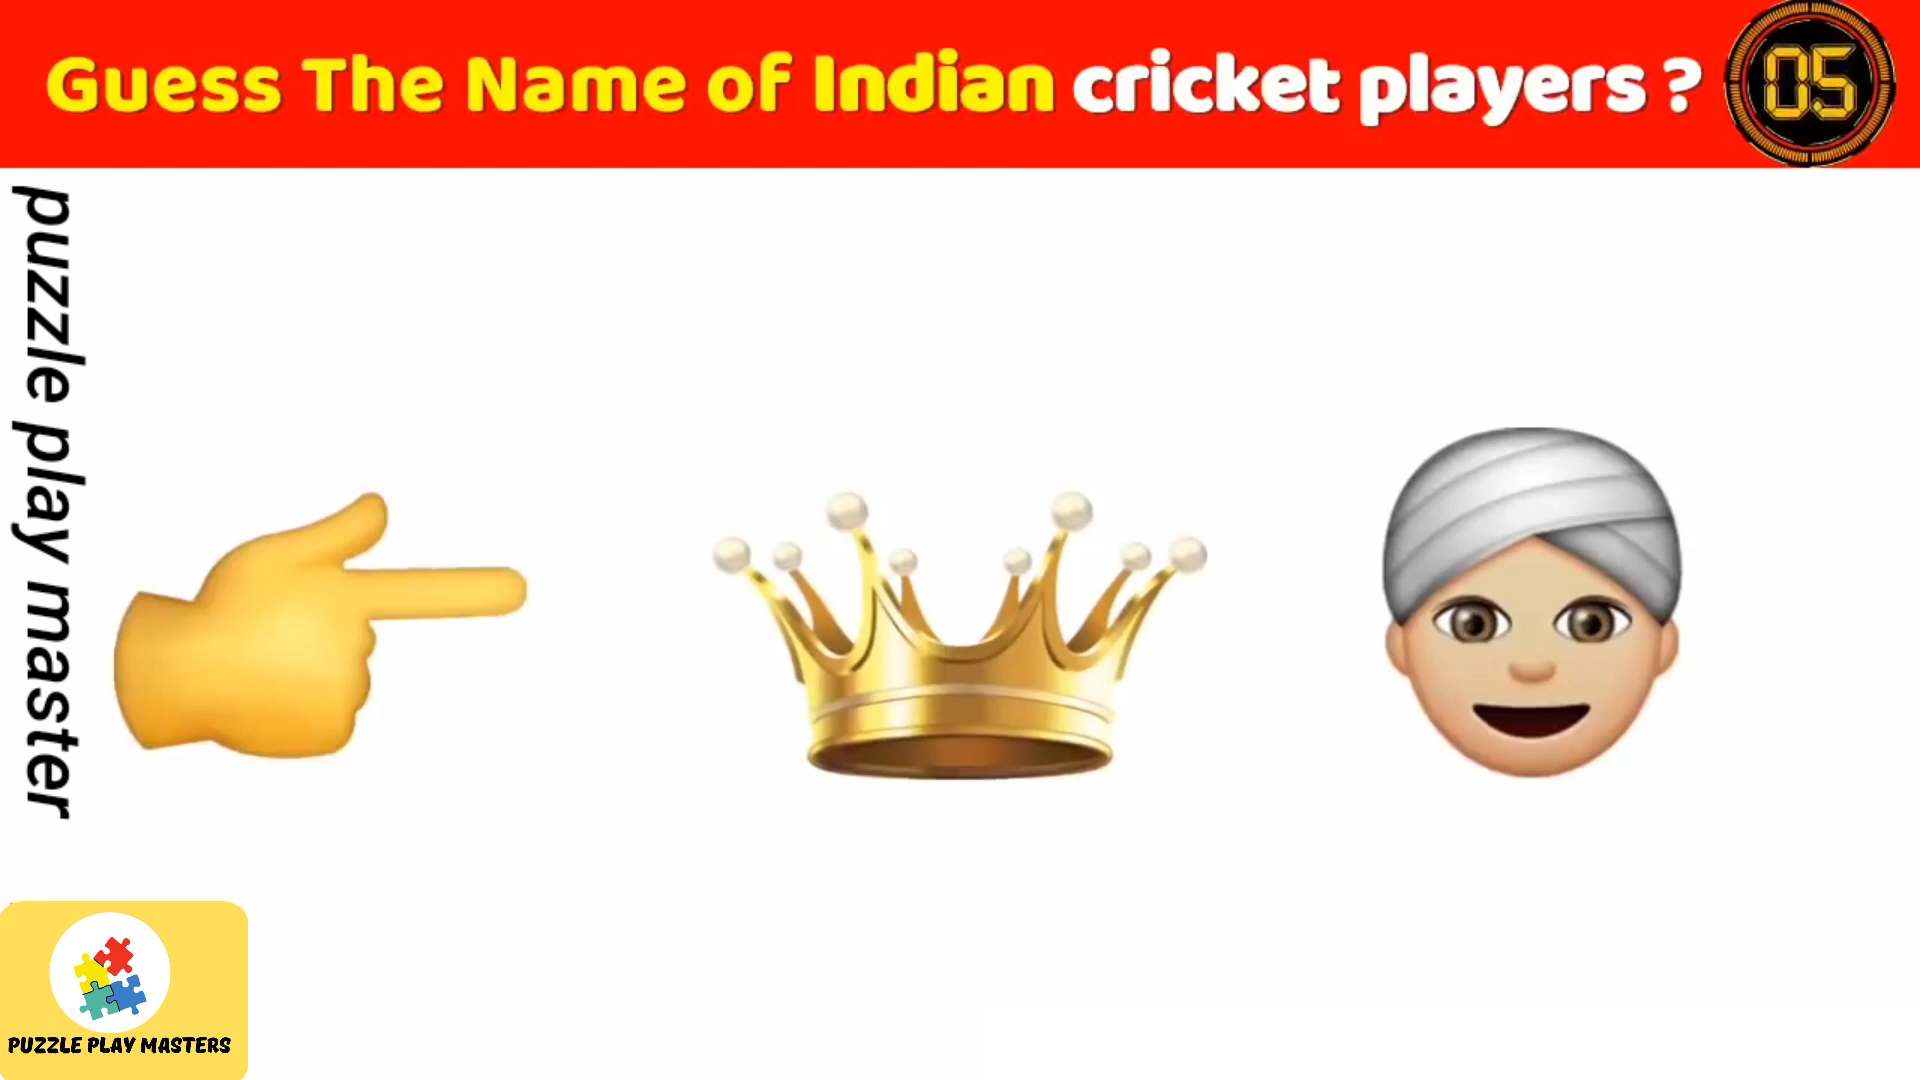 Guess The Name of Indian cricket players ?
05
puzzle play master
PUZZLE PLAY MASTERS